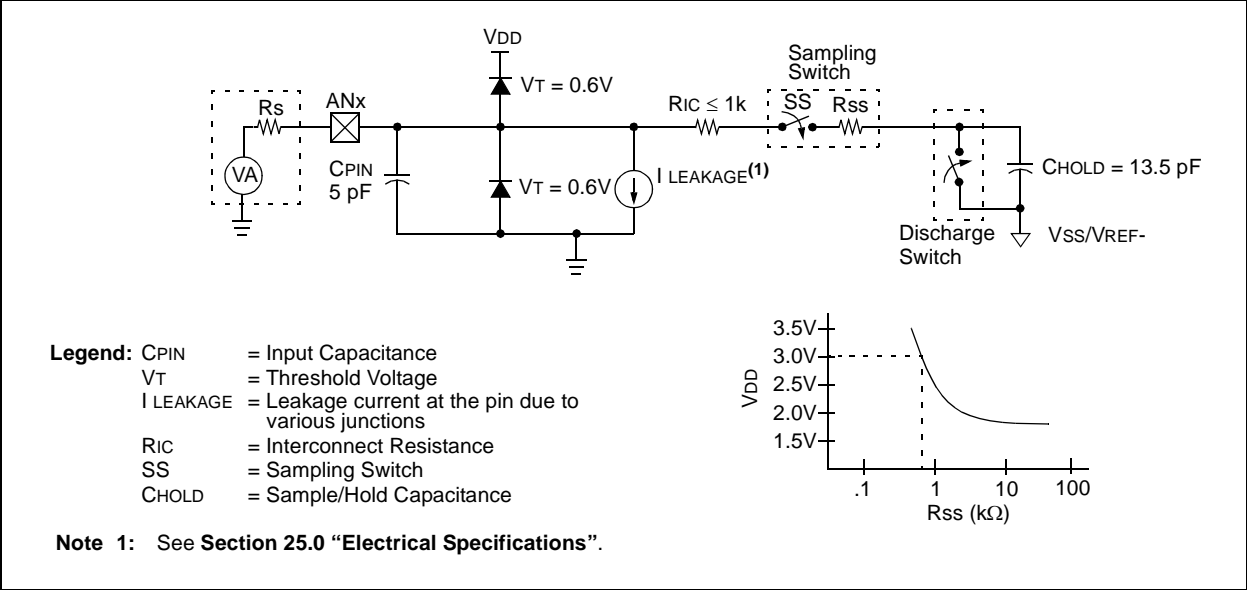 VDD
VT = 0.6V
Sampling
Switch
Rs
ANx
RIC ≤ 1k
SS
Rss
VA
CPIN
5 pF
VT = 0.6V
I LEAKAGE(1)
CHOLD = 13.5 pF
Discharge
Switch
VSS/VREF-
Legend: CPIN = Input Capacitance
VT = Threshold Voltage
I LEAKAGE = Leakage current at the pin due to
various junctions
RIC = Interconnect Resistance
SS = Sampling Switch
CHOLD = Sample/Hold Capacitance
VDD
3.5V
3.0V
2.5V
2.0V
1.5V
.1 1 10 100
Rss (kΩ)
Note 1: See Section 25.0 “Electrical Specifications”.